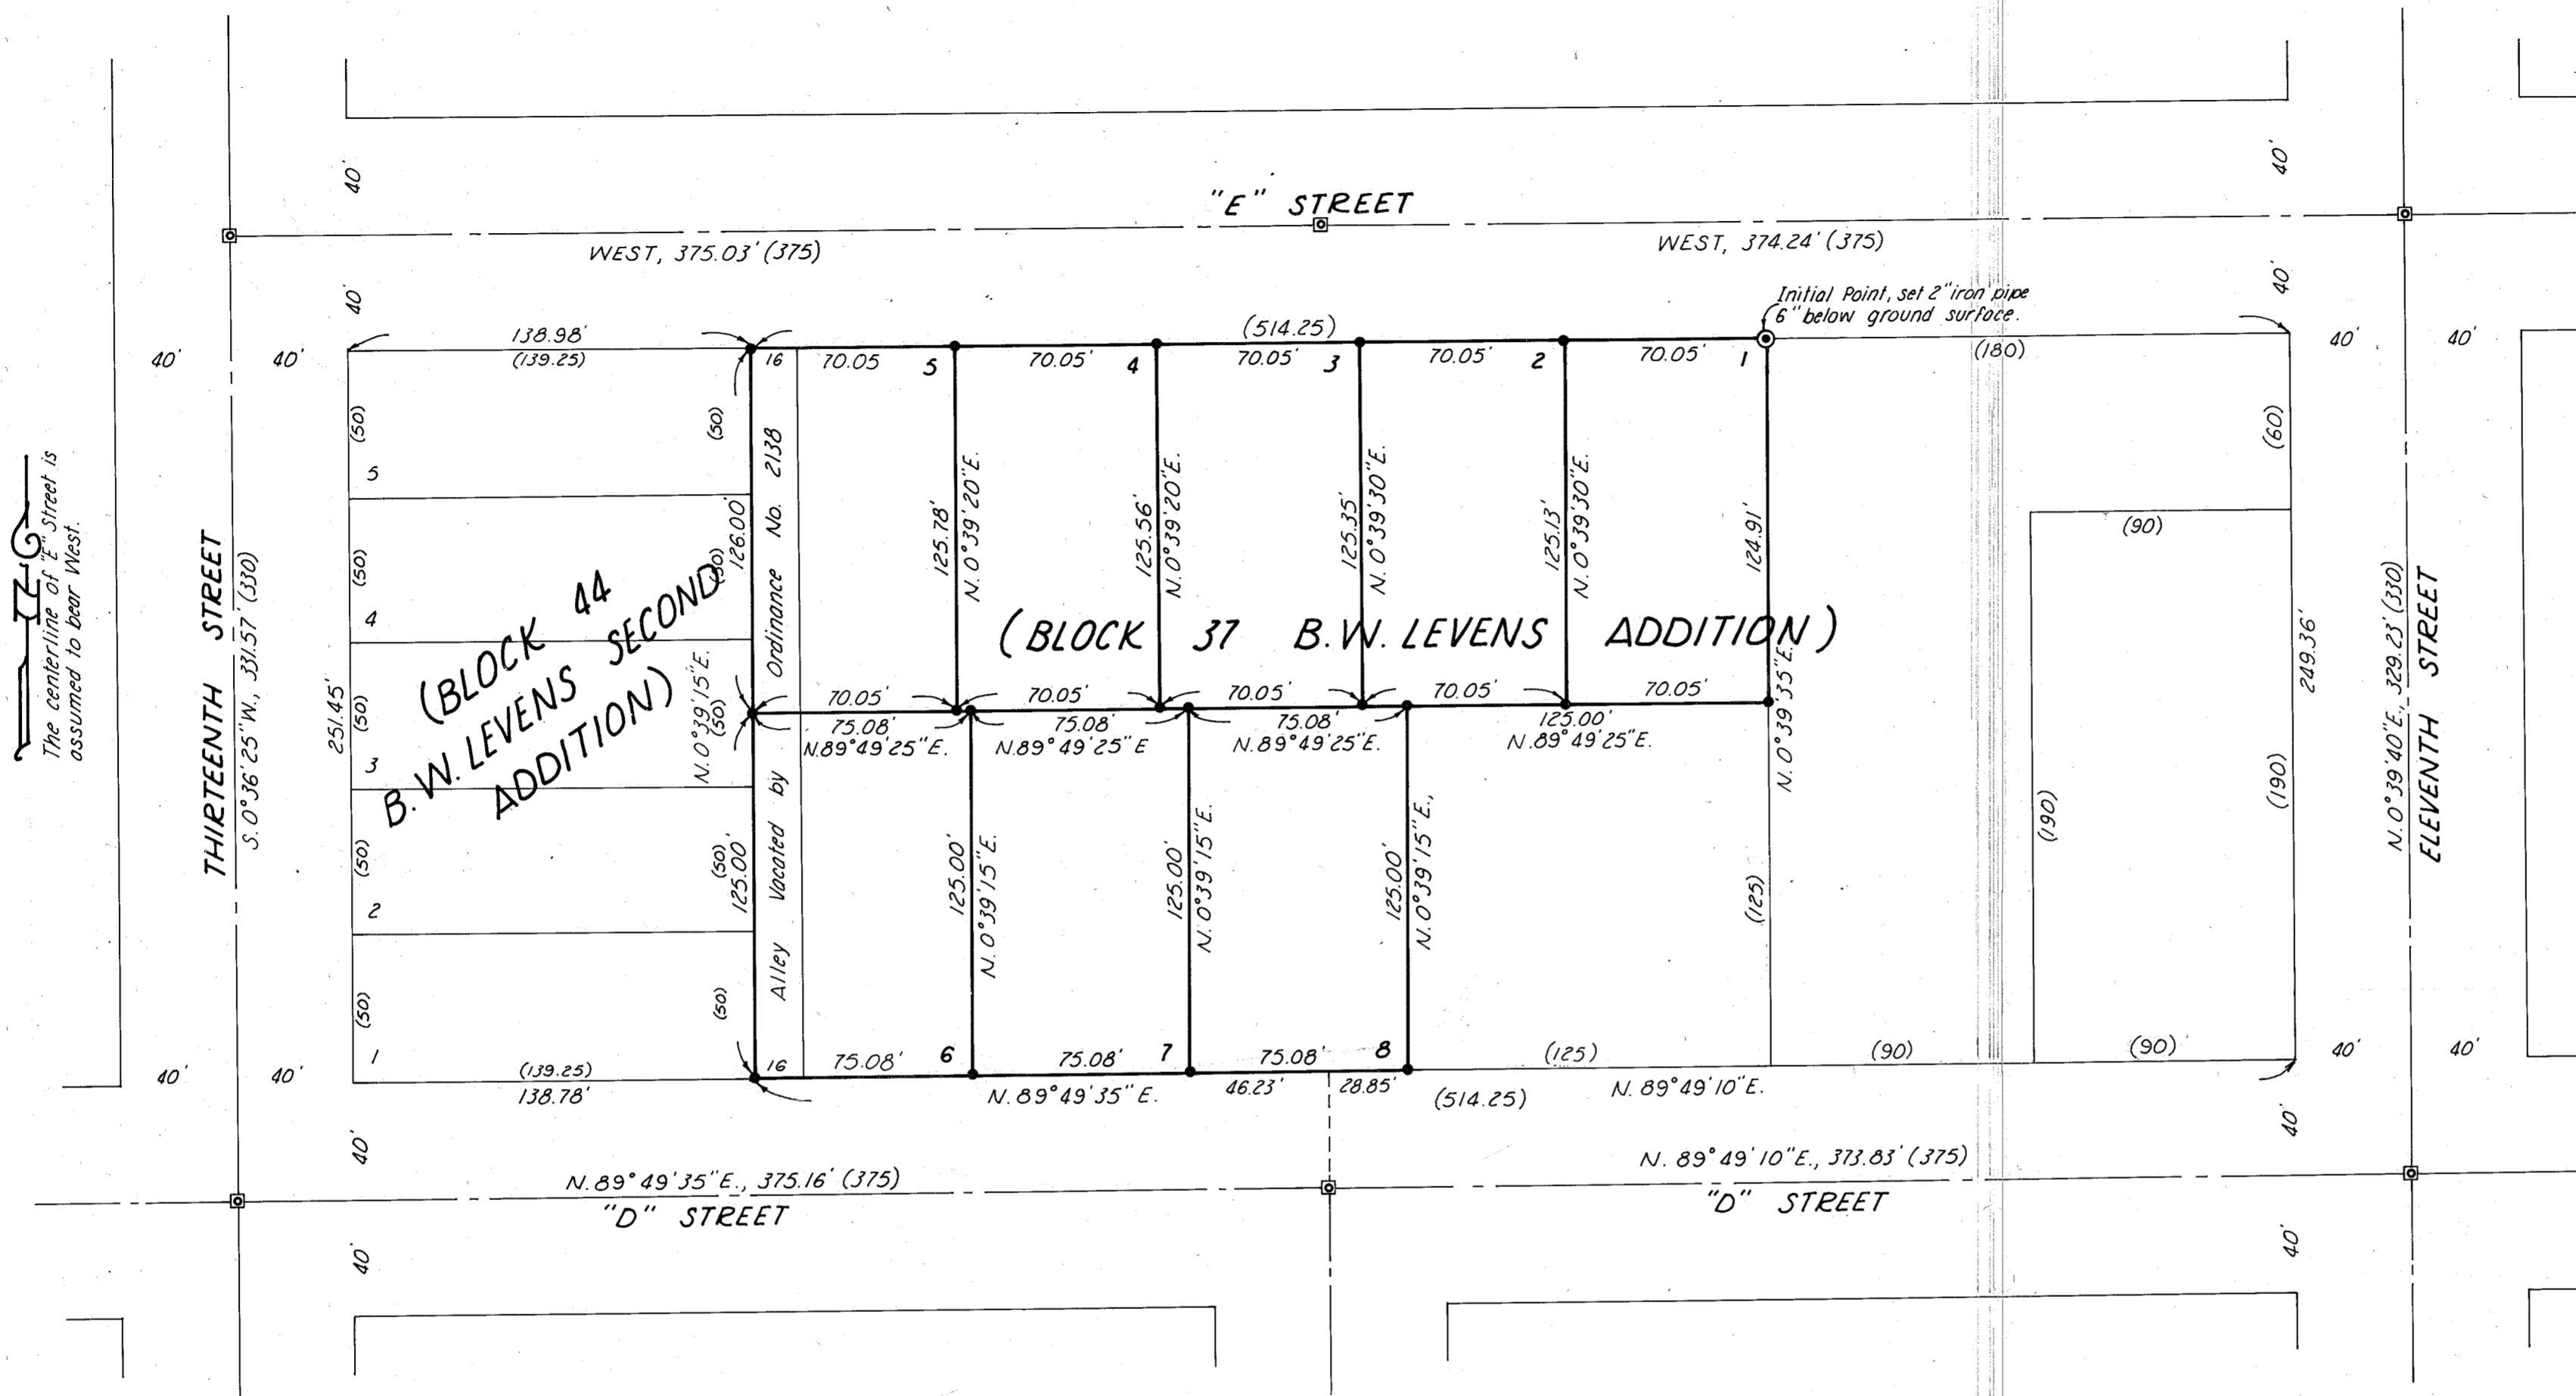 40'
40'
"E" STREET
WEST, 375.03' (375)
WEST, 374.24' (375)
40'
40'
Initial Point, set 2" iron pipe
6" below ground surface.
138.98'
(139.25)
(514.25)
(180)
40'
40'
40'
40'
16
70.05
5
70.05'
4
70.05'
3
70.05'
2
70.05'
1
(50)
(50)
(60)
5
(50)
(50)
4
(50)
(50)
3
(50)
(50)
2
(50)
(50)
1
251.45'
126.00'
125.00'
N.0°39'15"E.
Alley Vacated by Ordinance No. 2138
125.78'
N.0°39'20"E.
125.56'
N.0°39'20"E.
125.35'
N.0°39'30"E.
125.13'
N.0°39'30"E.
124.91'
N.0°39'35"E.
(90)
(190)
(190)
249.36'
The centerline of "E" Street is
assumed to bear West.
N
THIRTEENTH STREET
S.0°36'25"W., 331.57' (330)
(BLOCK 44
B.W. LEVENS SECOND
ADDITION)
(BLOCK 37 B.W. LEVENS ADDITION)
N.0°39'40"E., 329.23' (330)
ELEVENTH STREET
70.05'
70.05'
70.05'
70.05'
70.05'
75.08'
75.08'
75.08'
125.00'
N.89°49'25"E.
N.89°49'25"E
N.89°49'25"E.
N.89°49'25"E.
125.00'
N.0°39'15"E.
125.00'
N.0°39'15"E.
125.00'
N.0°39'15"E.,
(125)
40'
40'
(139.25)
138.78'
16
75.08'
6
75.08'
7
75.08'
8
(125)
(90)
(90)
40'
40'
N.89°49'35"E.
46.23'
28.85'
(514.25)
N.89°49'10"E.
40'
40'
N.89°49'35"E., 375.16' (375)
"D" STREET
N. 89°49'10"E., 373.83' (375)
"D" STREET
40'
40'